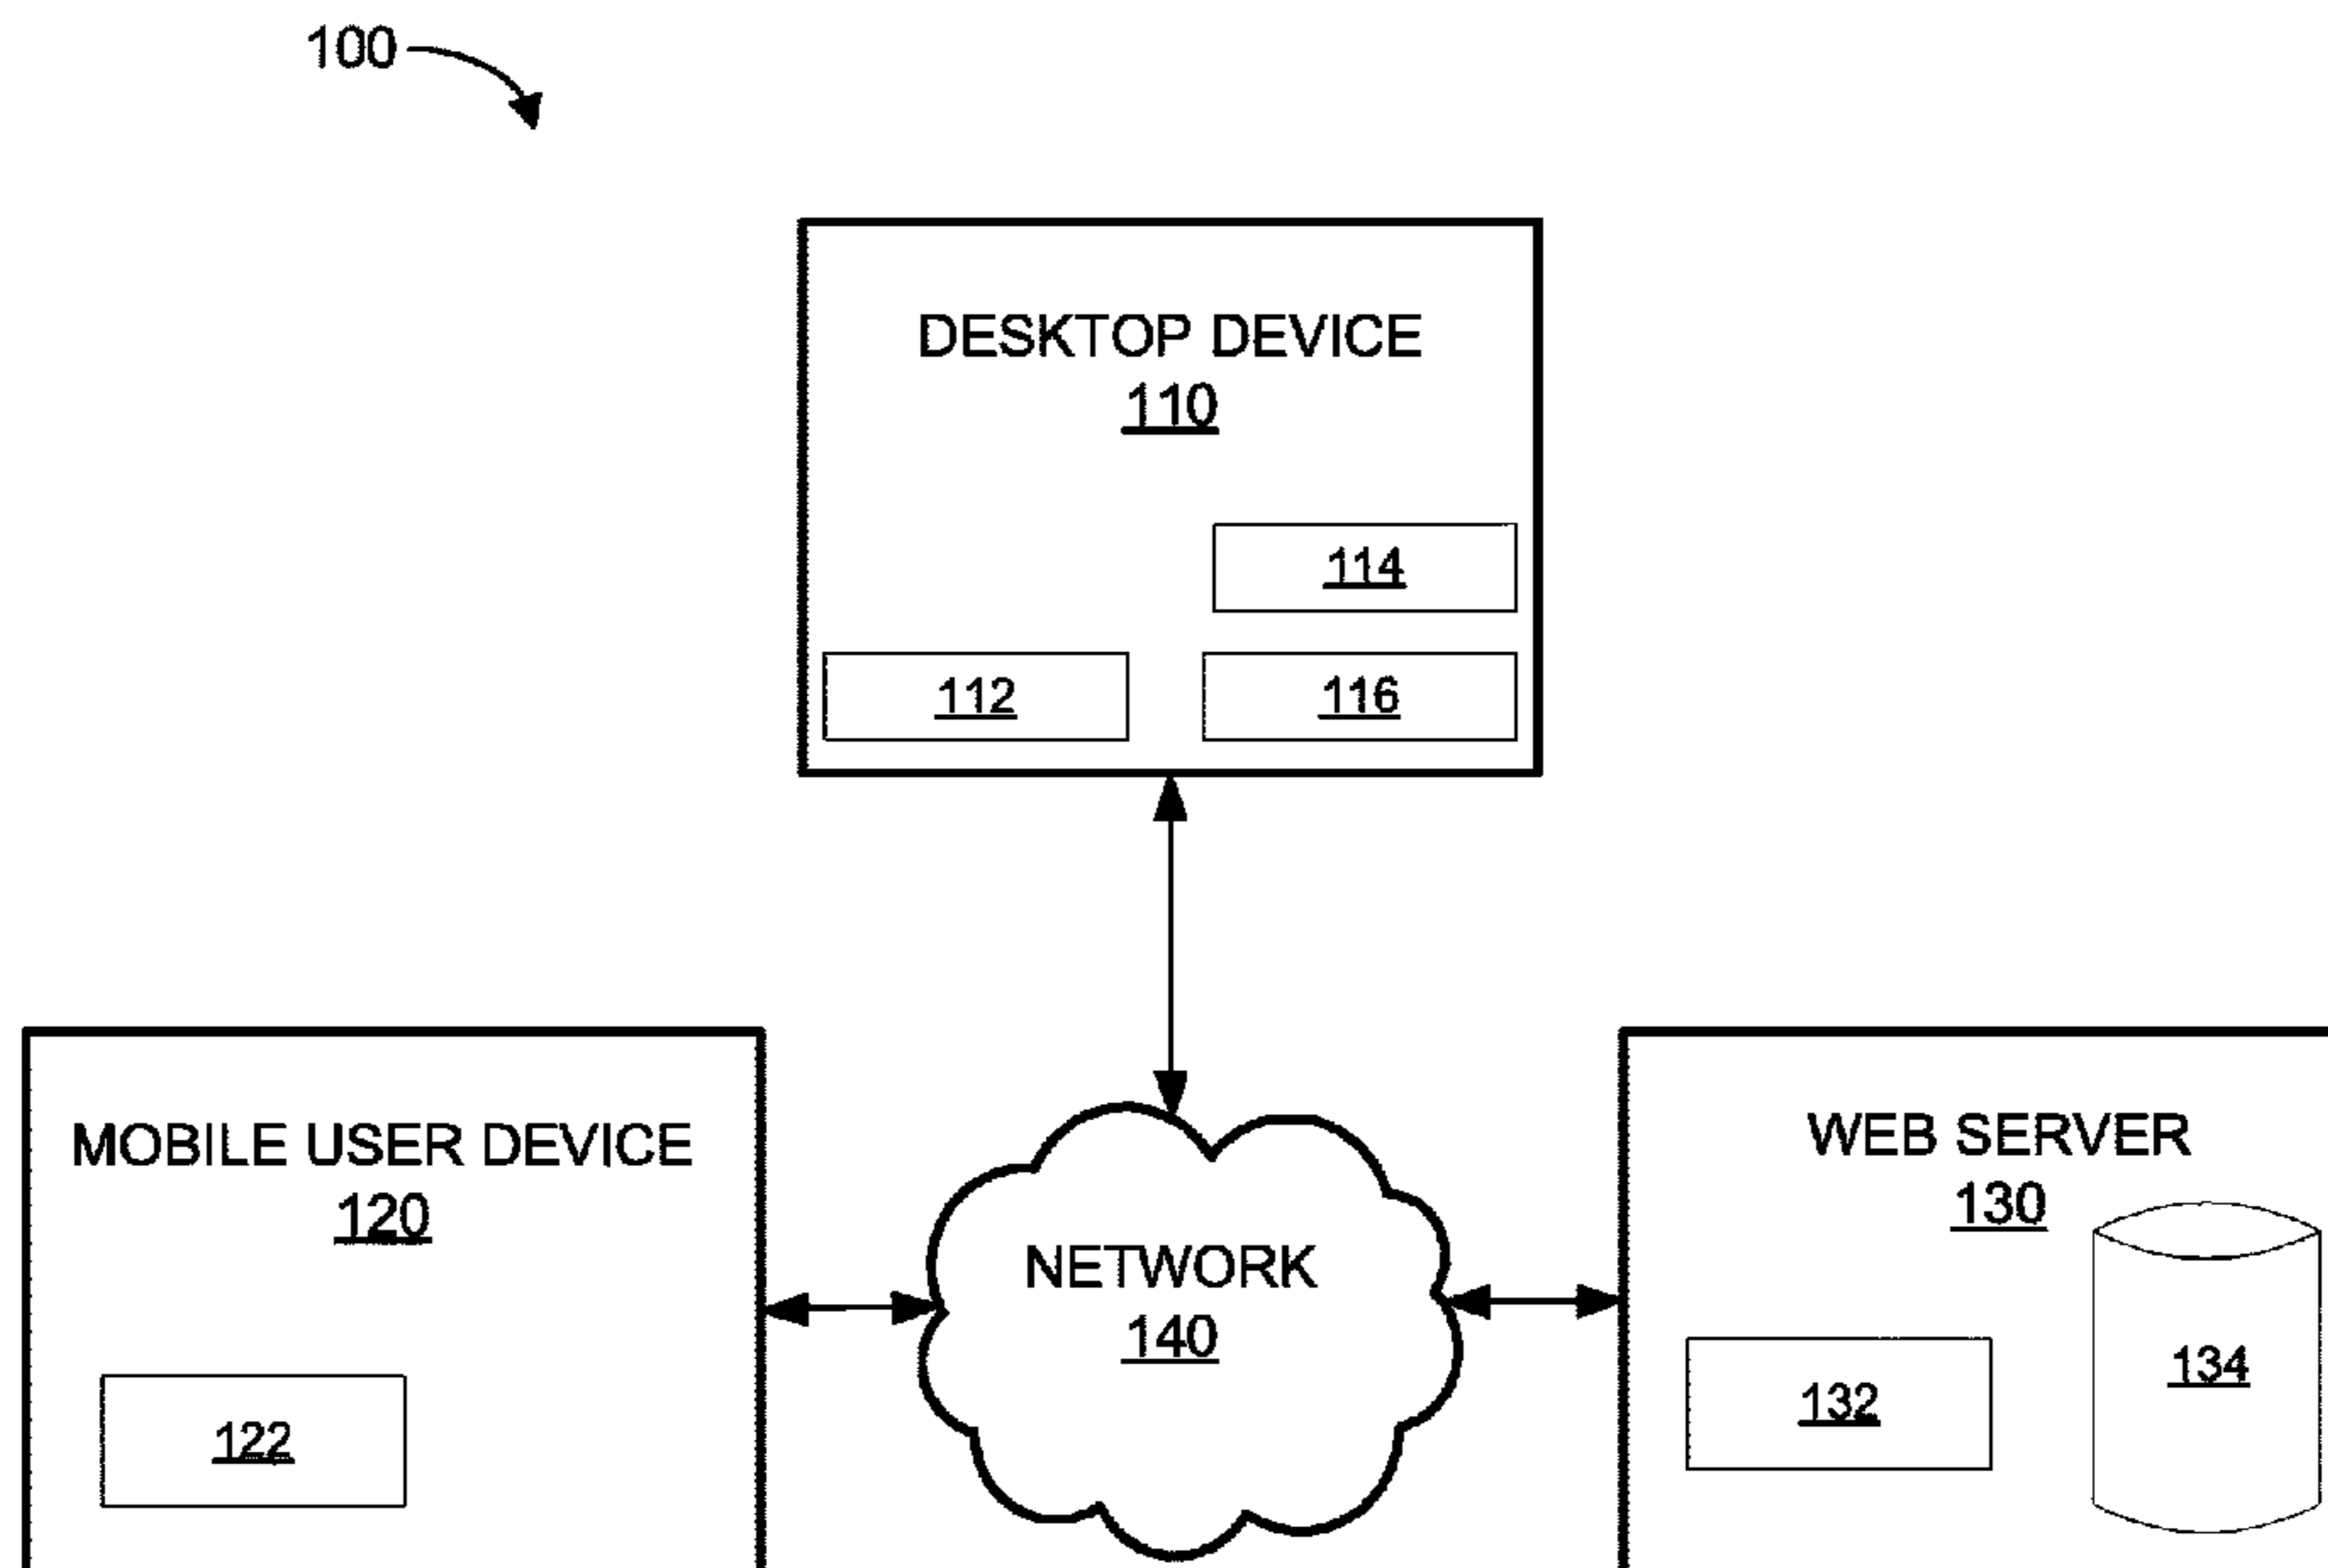 100
DESKTOP DEVICE
110
114
112
116
MOBILE USER DEVICE
120
122
NETWORK
140
WEB SERVER
130
132
134